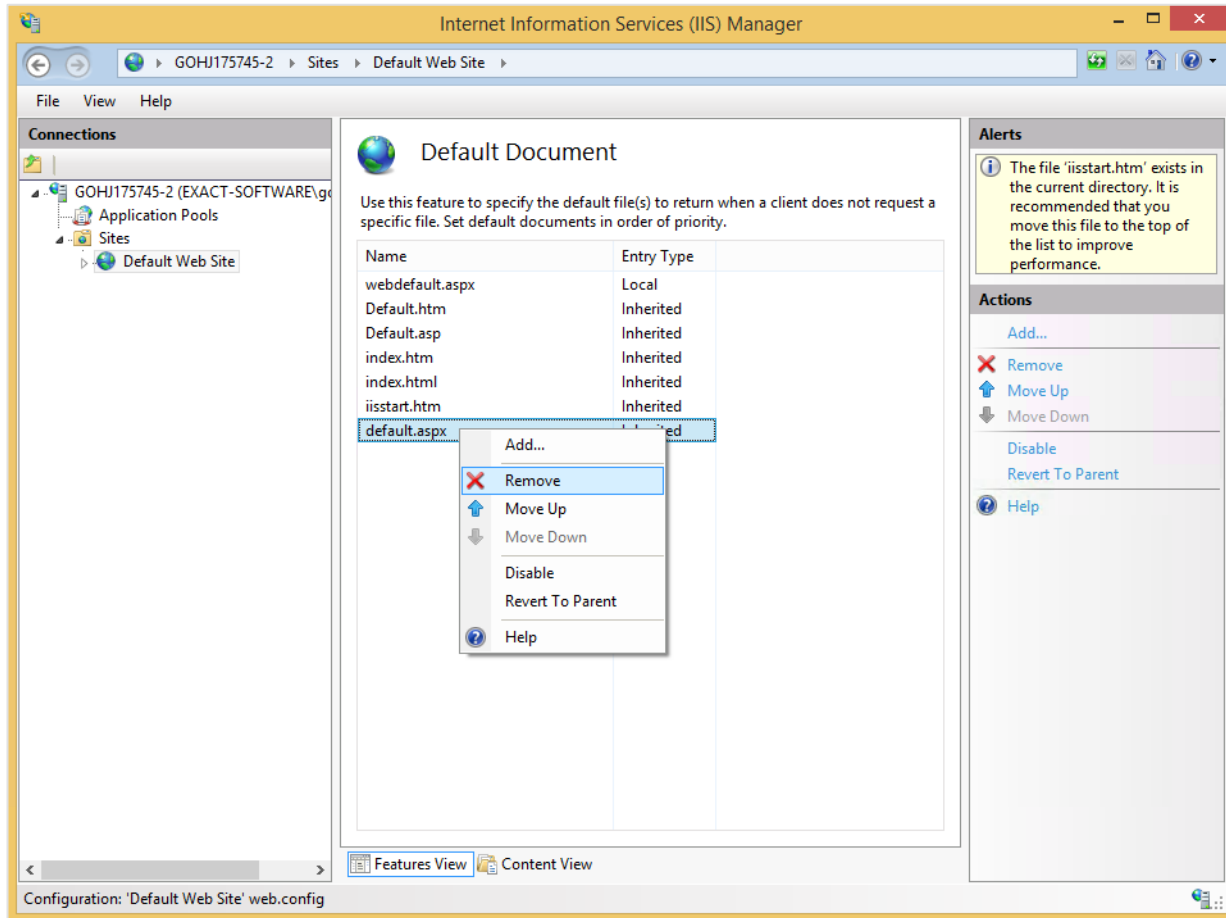 Internet Information Services (IIS) Manager
GOHJ175745-2 Sites Default Web Site
File View Help
Connections
GOHJ175745-2 (EXACT-SOFTWARE\
Application Pools
Sites
Default Web Site
Default Document
Use this feature to specify the default file(s) to return when a client does not request a
specific file. Set default documents in order of priority.
Name Entry Type
webdefault.aspx Local
Default.htm Inherited
Default.asp Inherited
index.htm Inherited
index.html Inherited
iisstart.htm Inherited
default.aspx
Add...
Remove
Move Up
Move Down
Disable
Revert To Parent
Help
Features View Content View
Alerts
The file 'iisstart.htm' exists in
the current directory. It is
recommended that you
move this file to the top of
the list to improve
performance.
Actions
Add...
Remove
Move Up
Move Down
Disable
Revert To Parent
Help
Configuration: 'Default Web Site' web.config